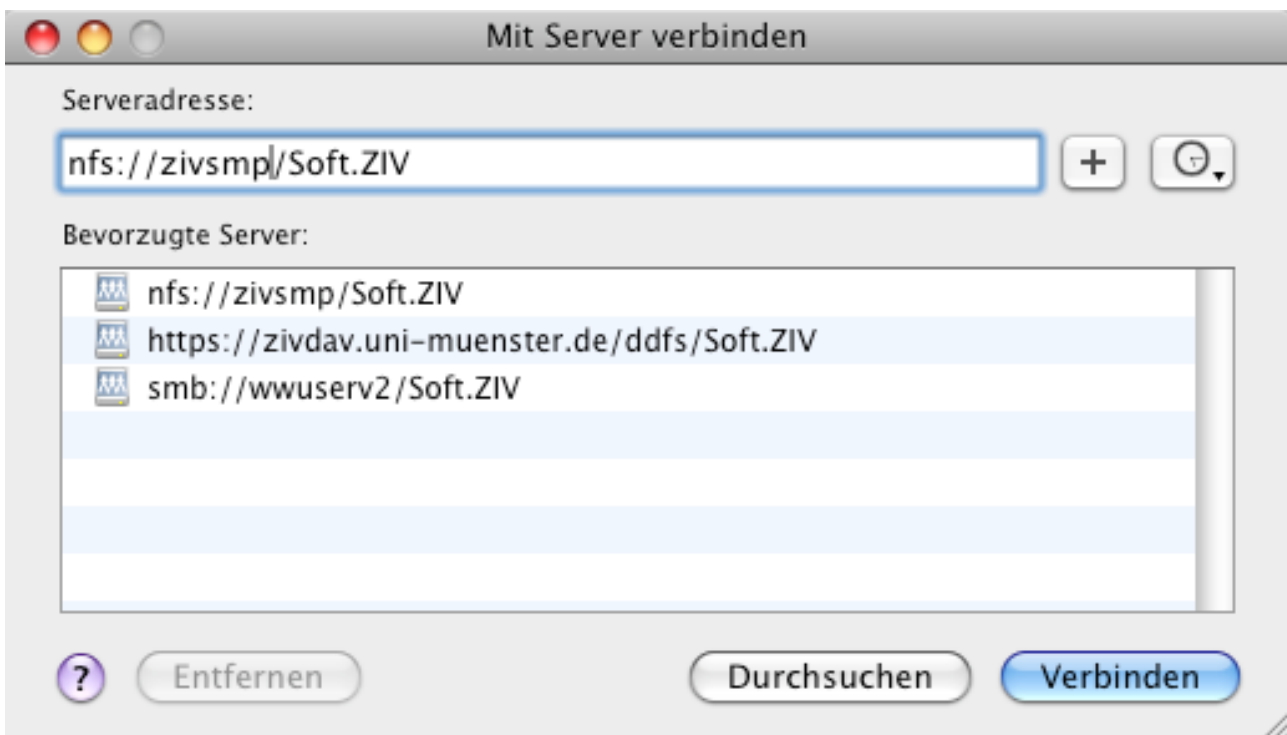 Mit Server verbinden
Serveradresse:
nfs://zivsmp/Soft.ZIV
+
Bevorzugte Server:
nfs://zivsmp/Soft.ZIV
https://zivdav.uni-muenster.de/ddfs/Soft.ZIV
smb://wwuserv2/Soft.ZIV
? Entfernen Durchsuchen Verbinden